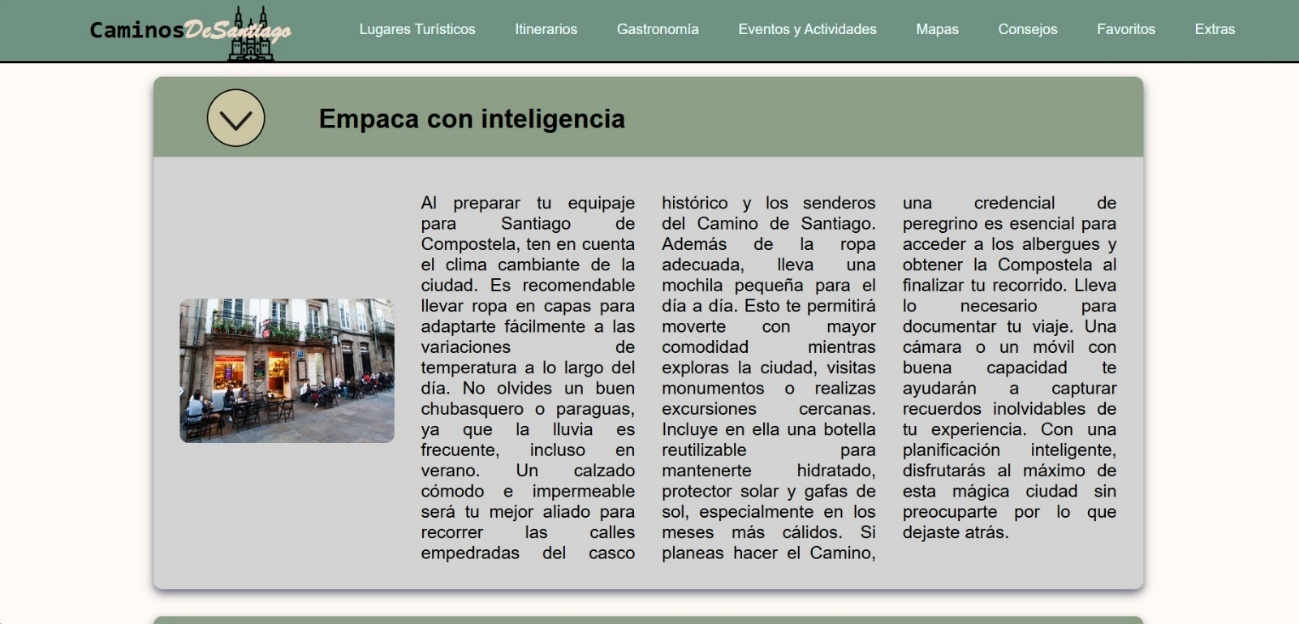 CaminosDeSantiago
Lugares Turísticos
Itinerarios
Gastronomía
Eventos y Actividades
Mapas
Consejos
Favoritos
Extras
Empaca con inteligencia
Al preparar tu equipaje
para Santiago de
Compostela, ten en cuenta
el clima cambiante de la
ciudad. Es recomendable
llevar ropa en capas para
adaptarte fácilmente a las
variaciones de
temperatura a lo largo del
día. No olvides un buen
chubasquero o paraguas,
ya que la lluvia es
frecuente, incluso en
verano. Un calzado
cómodo e impermeable
será tu mejor aliado para
recorrer las calles
empedradas del casco
histórico y los senderos
del Camino de Santiago.
Además de la ropa
adecuada, lleva una
mochila pequeña para el
día a día. Esto te permitirá
moverte con mayor
comodidad mientras
exploras la ciudad, visitas
monumentos o realizas
excursiones cercanas.
Incluye en ella una botella
reutilizable para
mantenerte hidratado,
protector solar y gafas de
sol, especialmente en los
meses más cálidos. Si
planeas hacer el Camino,
una credencial de
peregrino es esencial para
acceder a los albergues y
obtener la Compostela al
finalizar tu recorrido. Lleva
lo necesario para
documentar tu viaje. Una
cámara o un móvil con
buena capacidad te
ayudarán a capturar
recuerdos inolvidables de
tu experiencia. Con una
planificación inteligente,
disfrutarás al máximo de
esta mágica ciudad sin
preocuparte por lo que
dejaste atrás.